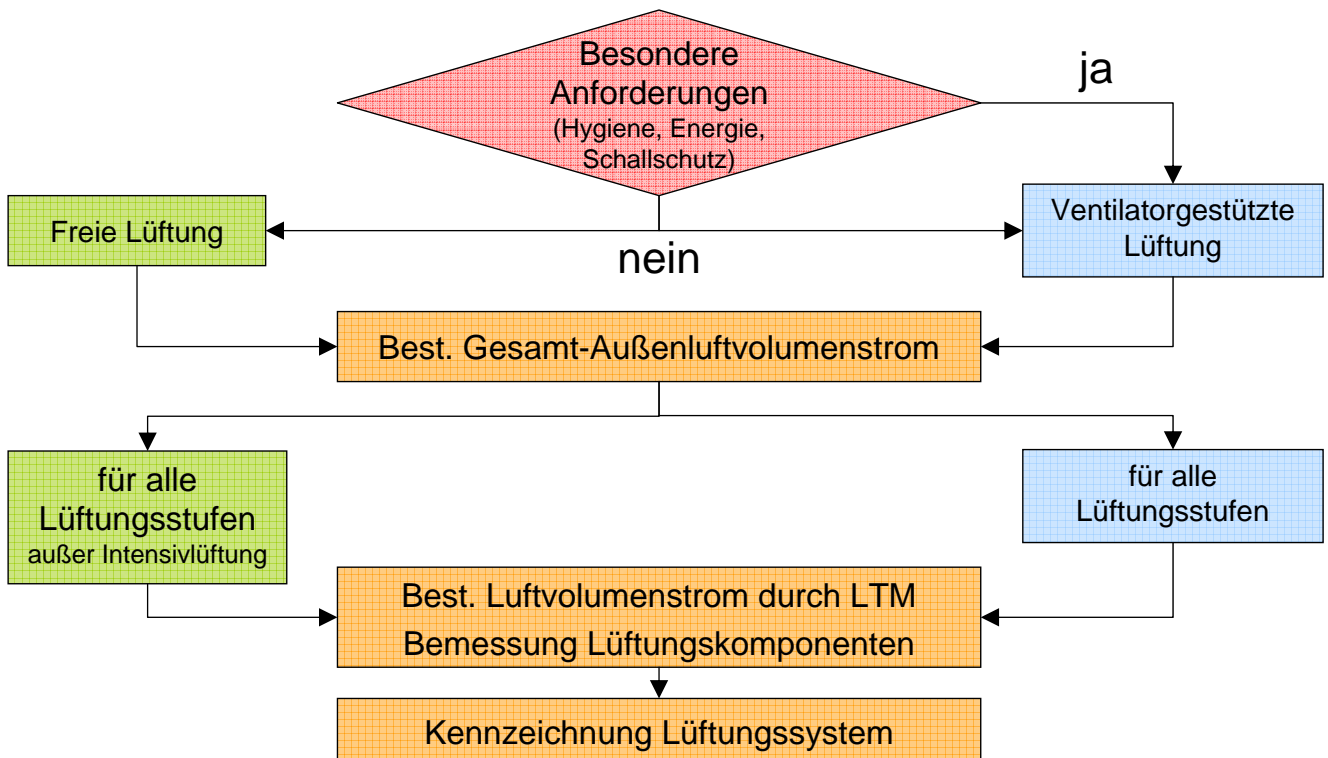 Besondere
Anforderungen
(Hygiene, Energie,
Schallschutz)
ja
Freie Lüftung
Ventilatorgestützte
Lüftung
nein
Best. Gesamt-Außenluftvolumenstrom
für alle
Lüftungsstufen
außer Intensivlüftung
für alle
Lüftungsstufen
Best. Luftvolumenstrom durch LTM
Bemessung Lüftungskomponenten
Kennzeichnung Lüftungssystem